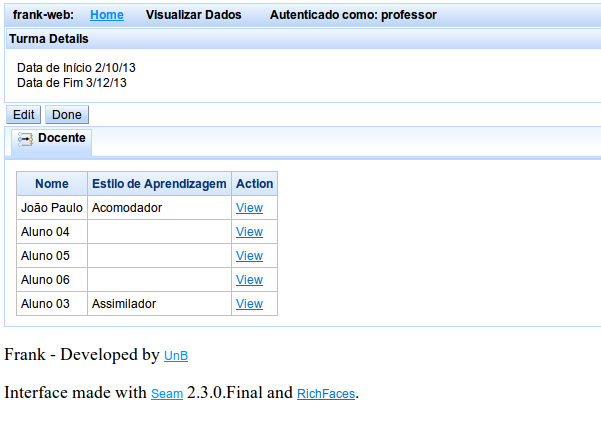 frank-web: Home Visualizar Dados Autenticado como: professor
Turma Details
Data de Início 2/10/13
Data de Fim 3/12/13
Edit Done
Docente
Nome Estilo de Aprendizagem Action
João Paulo Acomodador View
Aluno 04 View
Aluno 05 View
Aluno 06 View
Aluno 03 Assimilador View
Frank - Developed by UnB
Interface made with Seam 2.3.0.Final and RichFaces.